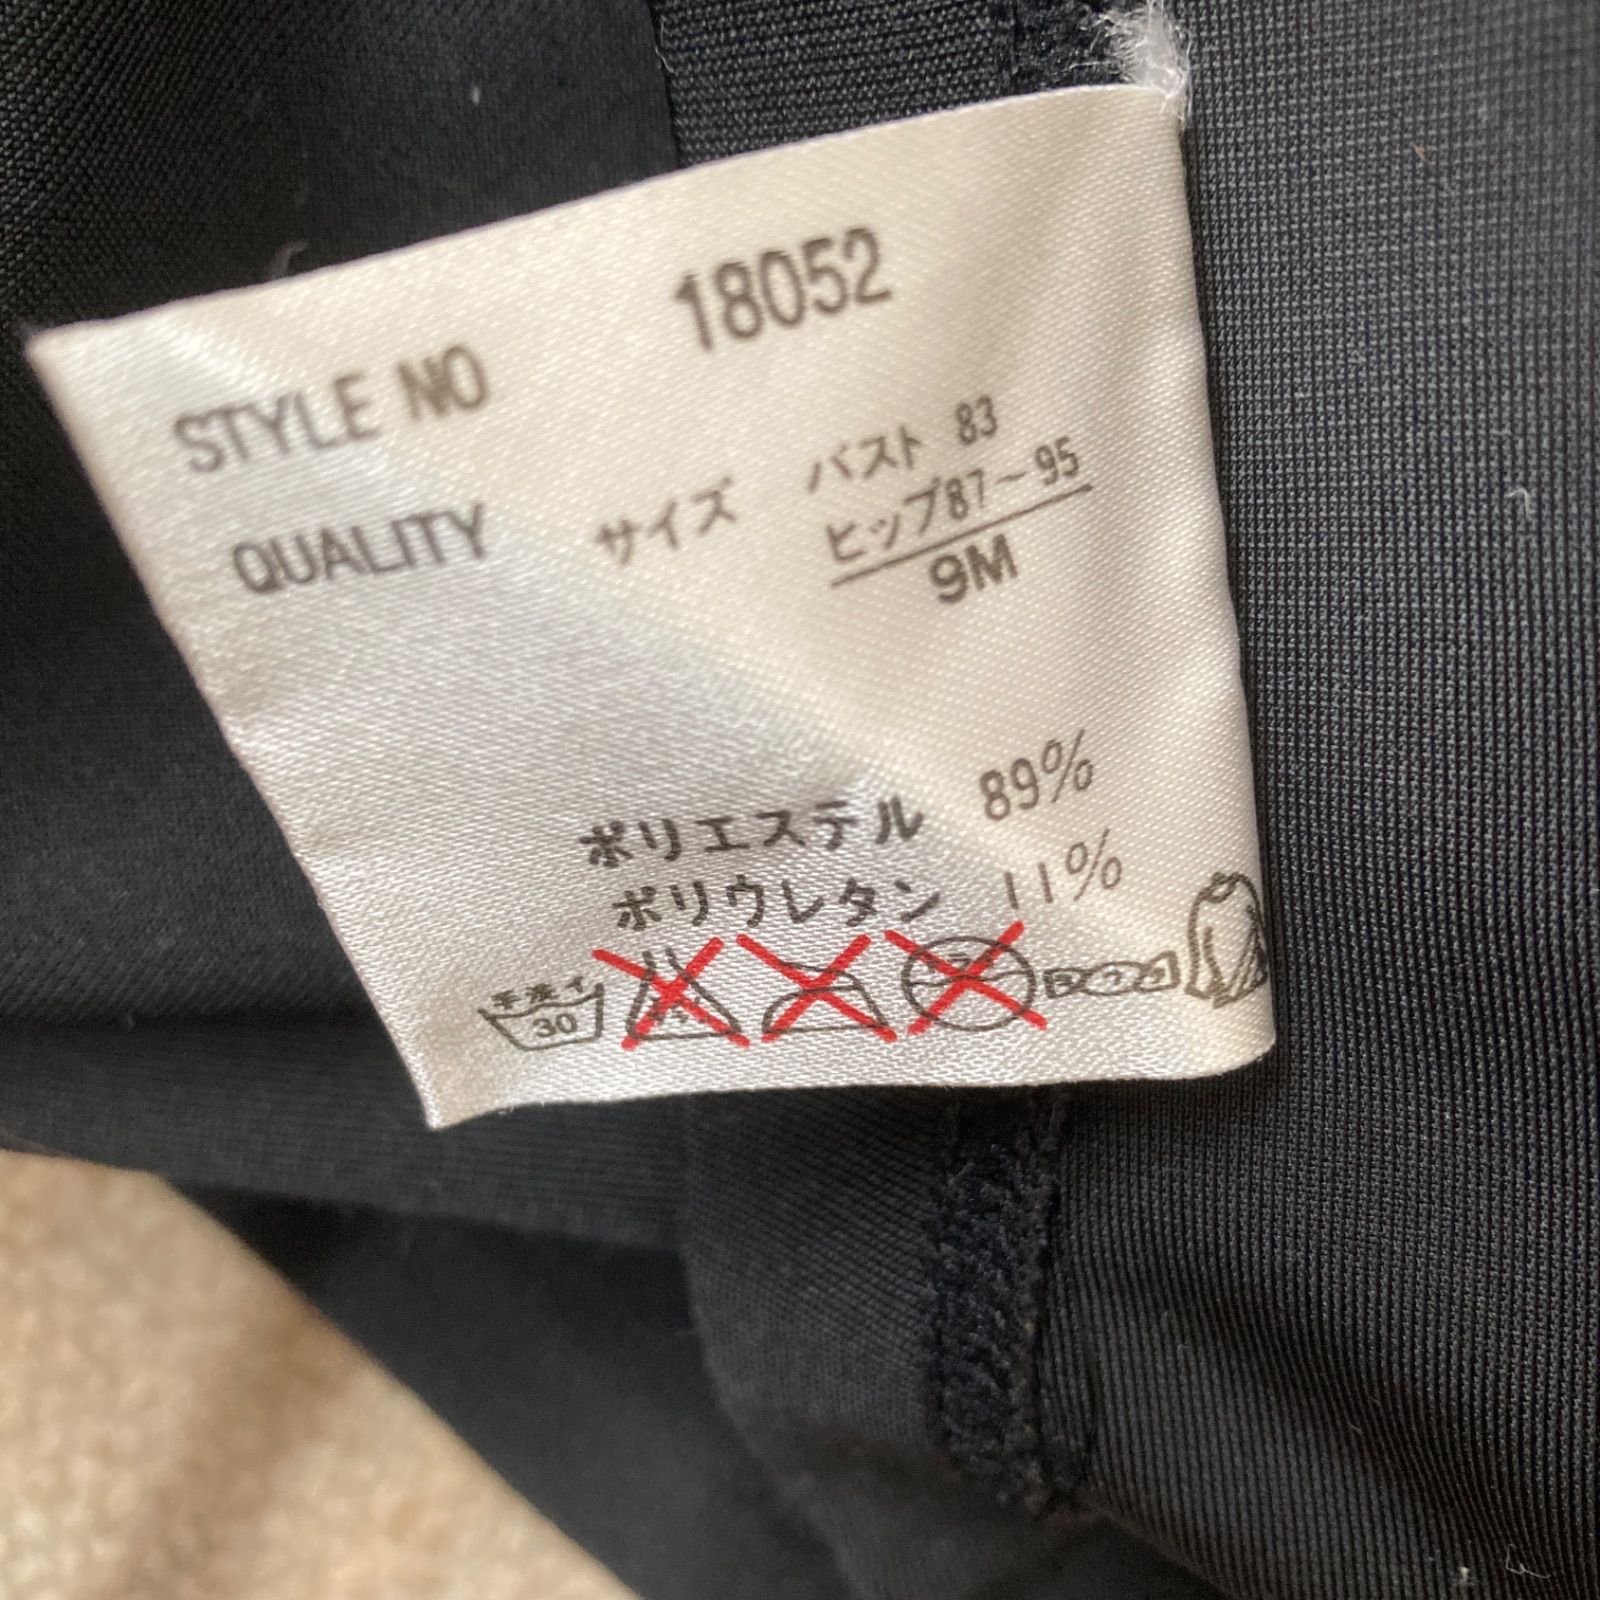 STYLE NO 18052
QUALITY サイズ バスト 83
ヒップ87～95
9M
ポリエステル 89%
ポリウレタン 11%
手洗イ
30